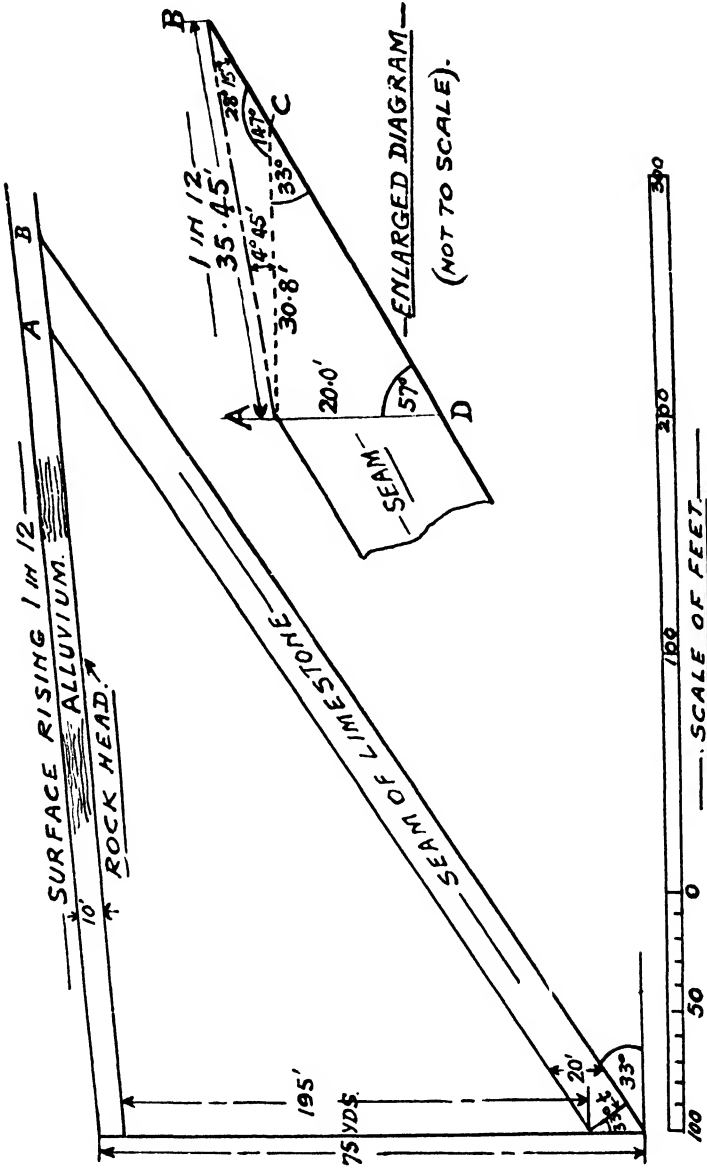 SURFACE RISING 1 IN 12
ALLUVIUM.
ROCK HEAD.
10'
A
B
SEAM OF LIMESTONE
195'
75 YDS.
20'
33°
33°
t
1 IN 12
35.45'
A
B
28° 15'
4° 45'
147°
C
33°
30.8'
20.0'
57°
D
SEAM
ENLARGED DIAGRAM
(NOT TO SCALE).
100
50
0
100
200
300
SCALE OF FEET.